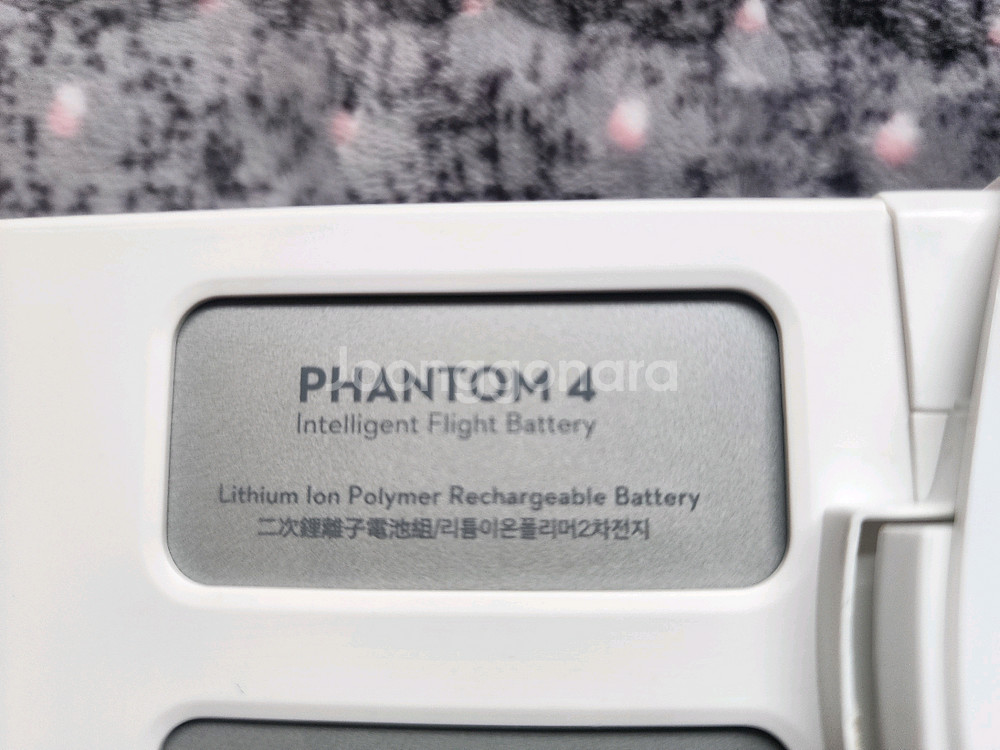 Joonggonara
PHANTOM 4
Intelligent Flight Battery
Lithium Ion Polymer Rechargeable Battery
二次鋰離子電池組/리튬이온폴리머2차전지